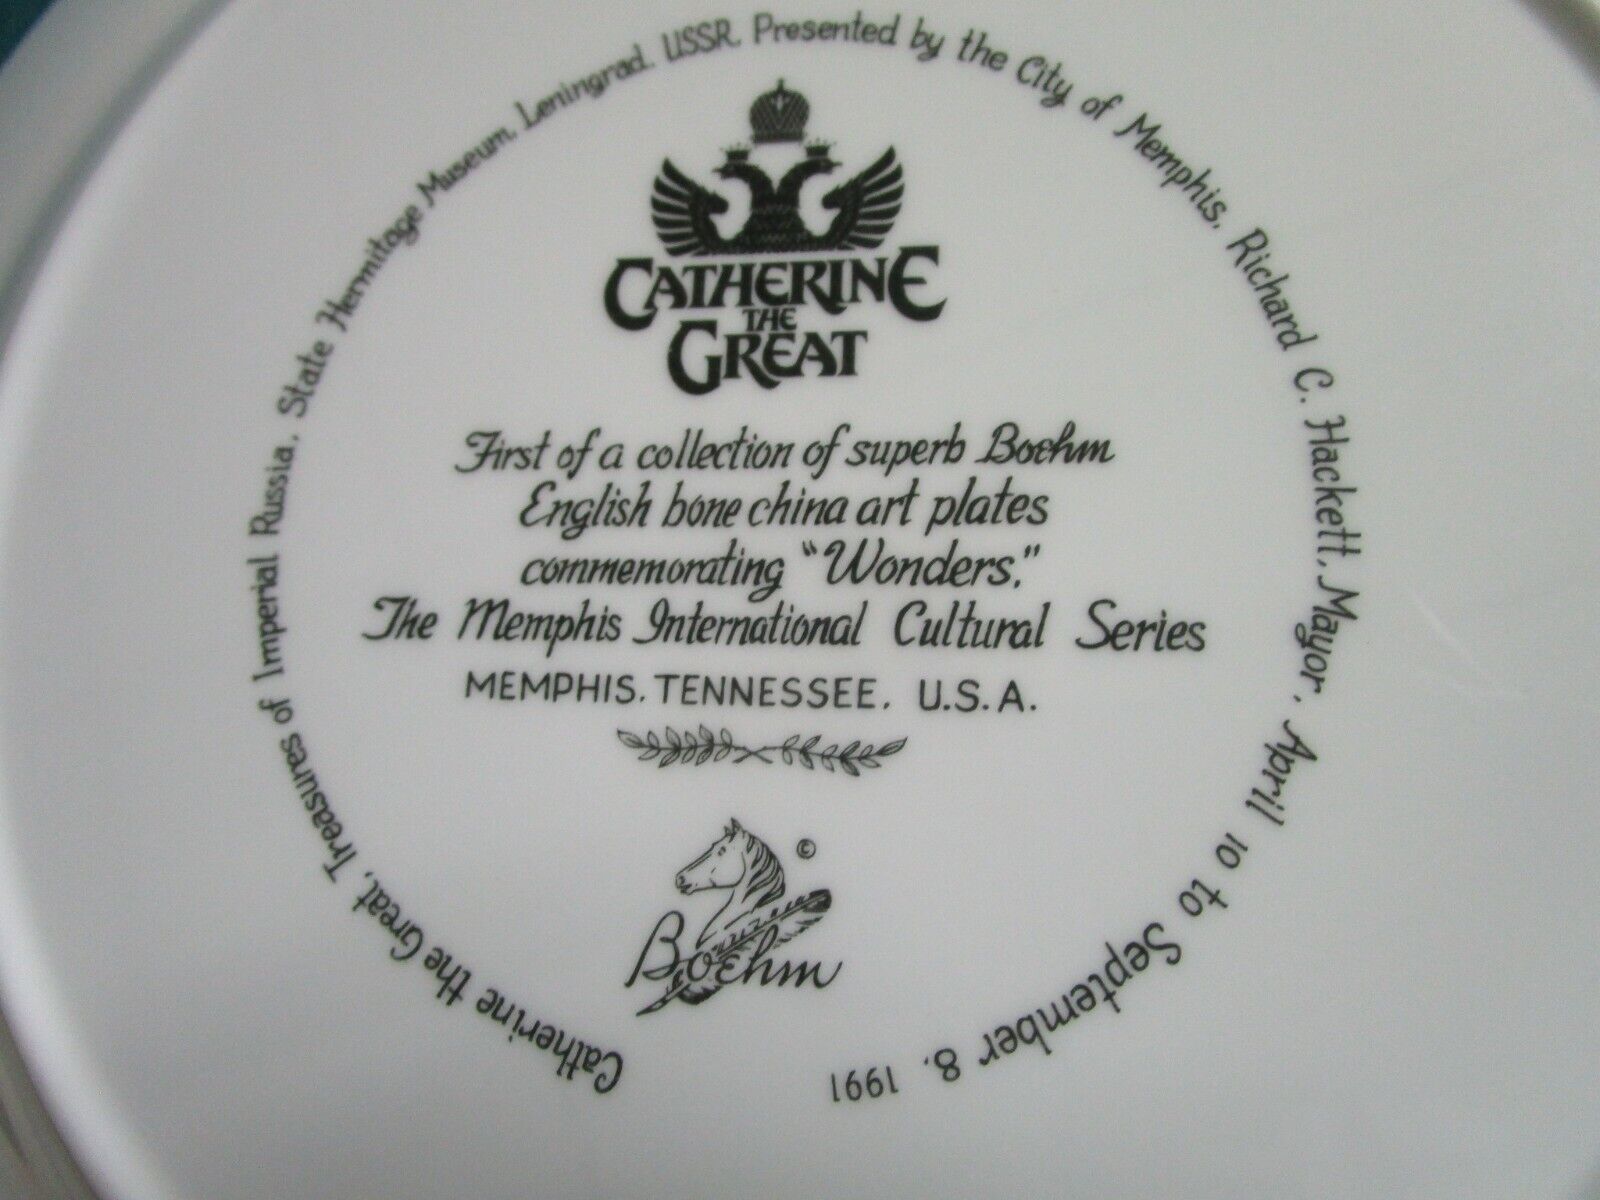 Catherine the Great, Treasures of Imperial Russia, State Hermitage Museum, Leningrad, USSR. Presented by the City of Memphis, Richard C. Hackett, Mayor, April 10 to September 8, 1991
CATHERINE
THE
GREAT
First of a collection of superb Boehm
English bone china art plates
commemorating "Wonders,"
The Memphis International Cultural Series
MEMPHIS, TENNESSEE, U.S.A.
©
Boehm